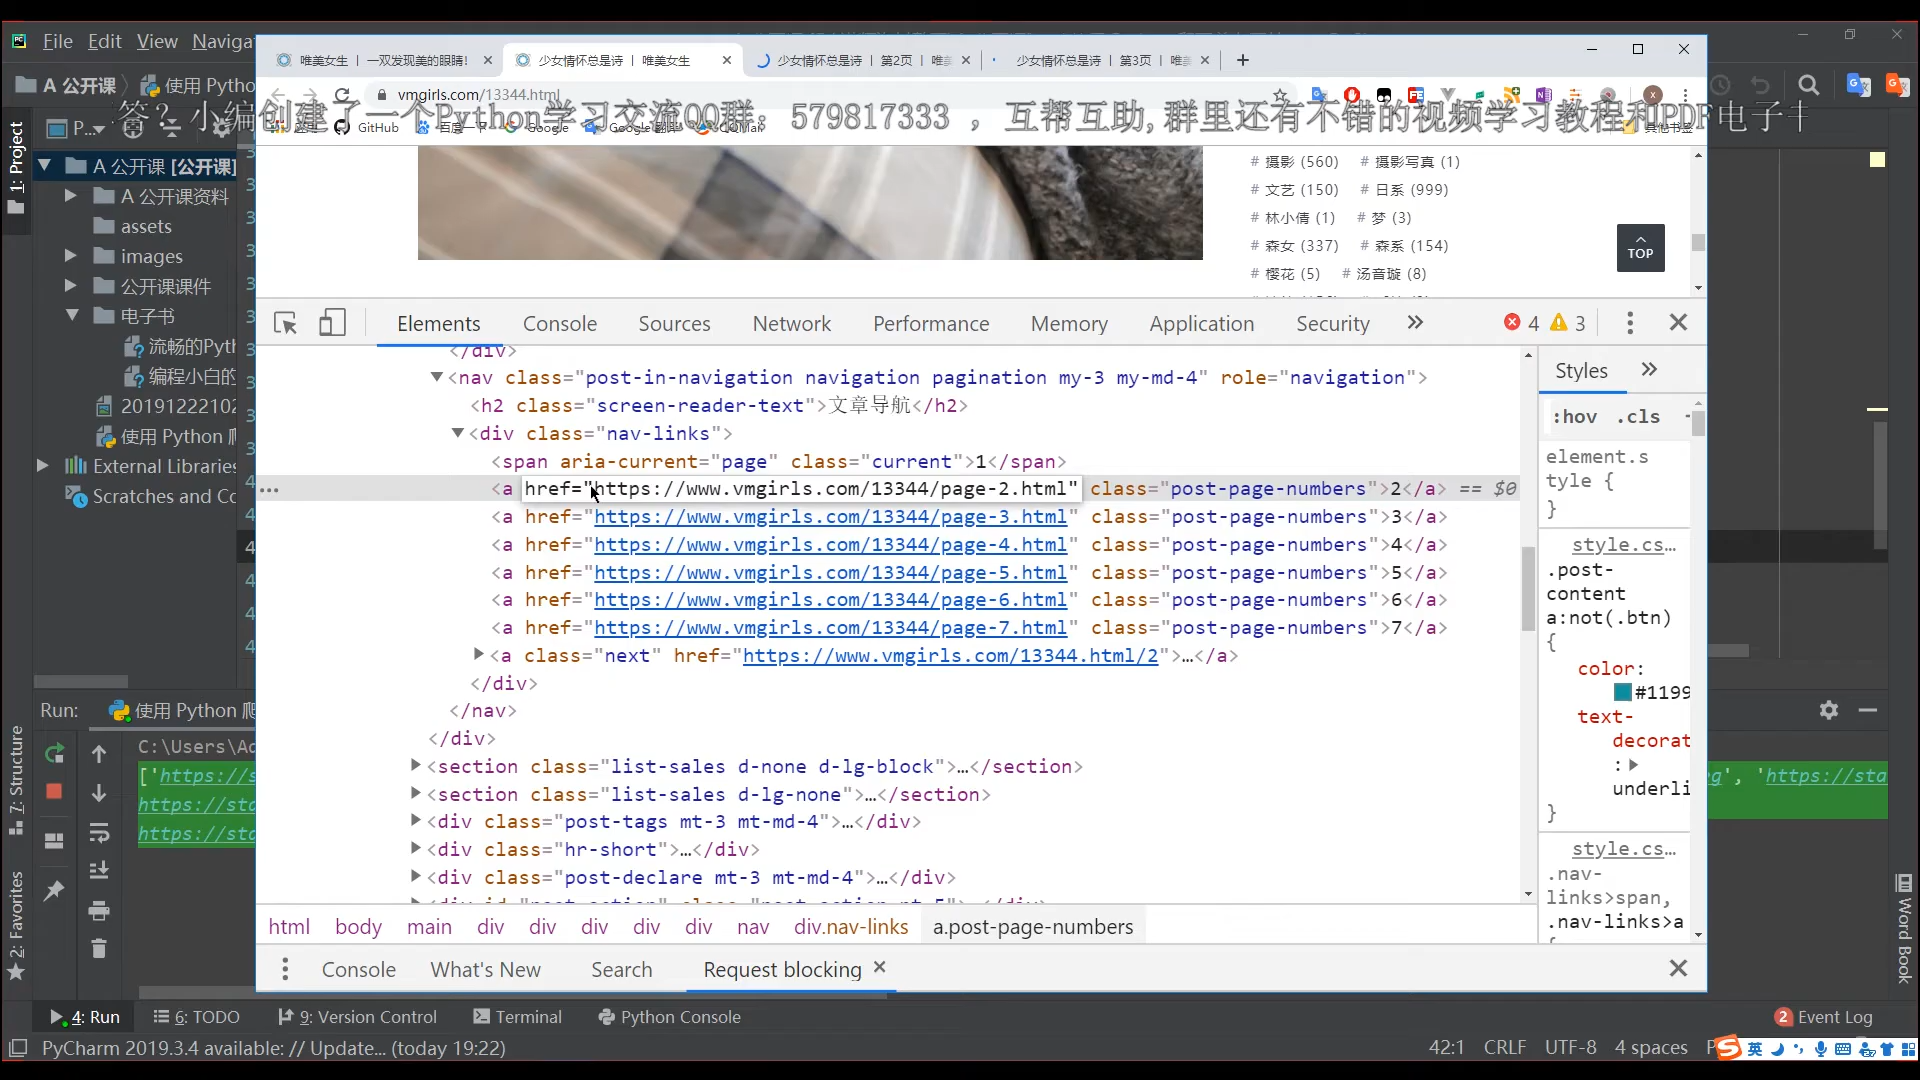 File Edit View Naviga
唯美女生 | 一双发现美的眼睛!
少女情怀总是诗 | 唯美女生
少女情怀总是诗 | 第2页 | 唯美
少女情怀总是诗 | 第3页 | 唯美
A 公开课 使用 Pytho
vmgirls.com/13344.html
答? 小编创建了一个Python学习交流QQ群: 579817333 , 互帮互助,群里还有不错的视频学习教程和PDF电子书
GitHub Google 其他书签
1: Project
P...
A 公开课 [公开课]
A 公开课资料
assets
images
公开课课件
电子书
流畅的Pyth
编程小白的
20191222102
使用 Python 爬
External Libraries
Scratches and Co
# 摄影 (560) # 摄影写真 (1)
# 文艺 (150) # 日系 (999)
# 林小倩 (1) # 梦 (3)
# 森女 (337) # 森系 (154)
# 樱花 (5) # 汤音璇 (8)
TOP
Elements Console Sources Network Performance Memory Application Security » 4 3
</div>
<nav class="post-in-navigation navigation pagination my-3 my-md-4" role="navigation">
<h2 class="screen-reader-text">文章导航</h2>
<div class="nav-links">
<span aria-current="page" class="current">1</span>
<a href="https://www.vmgirls.com/13344/page-2.html" class="post-page-numbers">2</a> == $0
<a href="https://www.vmgirls.com/13344/page-3.html" class="post-page-numbers">3</a>
<a href="https://www.vmgirls.com/13344/page-4.html" class="post-page-numbers">4</a>
<a href="https://www.vmgirls.com/13344/page-5.html" class="post-page-numbers">5</a>
<a href="https://www.vmgirls.com/13344/page-6.html" class="post-page-numbers">6</a>
<a href="https://www.vmgirls.com/13344/page-7.html" class="post-page-numbers">7</a>
<a class="next" href="https://www.vmgirls.com/13344.html/2">…</a>
</div>
</nav>
</div>
<section class="list-sales d-none d-lg-block">…</section>
<section class="list-sales d-lg-none">…</section>
<div class="post-tags mt-3 mt-md-4">…</div>
<div class="hr-short">…</div>
<div class="post-declare mt-3 mt-md-4">…</div>
Styles »
:hov .cls
element.s
tyle {
}
style.cs…
.post-
content
a:not(.btn)
{
color:
#1199
text-
decorat
:
underli
}
style.cs…
.nav-
links>span,
.nav-links>a
{
html body main div div div div div nav div.nav-links a.post-page-numbers
Console What's New Search Request blocking
Run: 使用 Python 爬
C:\Users\Ad
['https://s
https://sta
https://sta
g', 'https://sta
7: Structure
2: Favorites
Word Book
4: Run 6: TODO 9: Version Control Terminal Python Console 2 Event Log
PyCharm 2019.3.4 available: // Update... (today 19:22) 42:1 CRLF UTF-8 4 spaces P
英